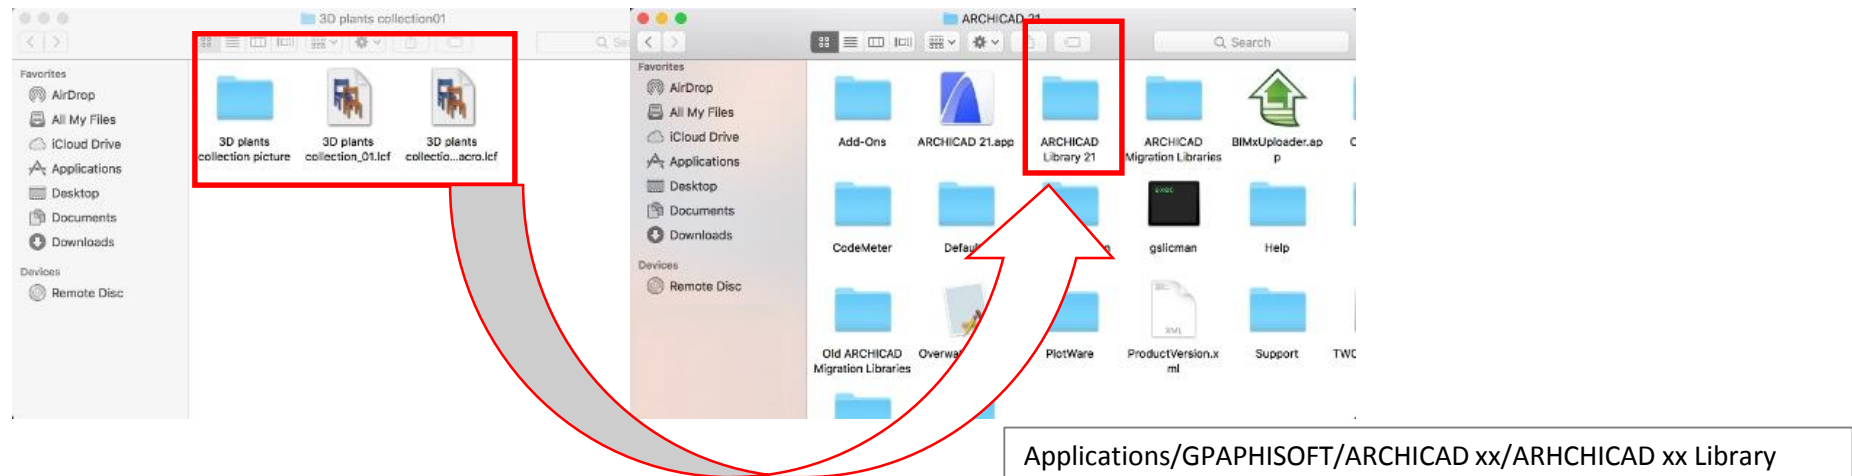 3D plants collection01
Favorites
AirDrop
All My Files
iCloud Drive
Applications
Desktop
Documents
Downloads
Devices
Remote Disc
3D plants
collection picture
3D plants
collection_01.lcf
3D plants
collectio...acro.lcf
ARCHICAD 21
Search
Favorites
AirDrop
All My Files
iCloud Drive
Applications
Desktop
Documents
Downloads
Devices
Remote Disc
Add-Ons
ARCHICAD 21.app
ARCHICAD
Library 21
ARCHICAD
Migration Libraries
BIMxUploader.ap
p
CodeMeter
exec
gslicman
Help
Old ARCHICAD
Migration Libraries
PlotWare
XML
ProductVersion.x
ml
Support
Applications/GPAPHISOFT/ARCHICAD xx/ARHCHICAD xx Library